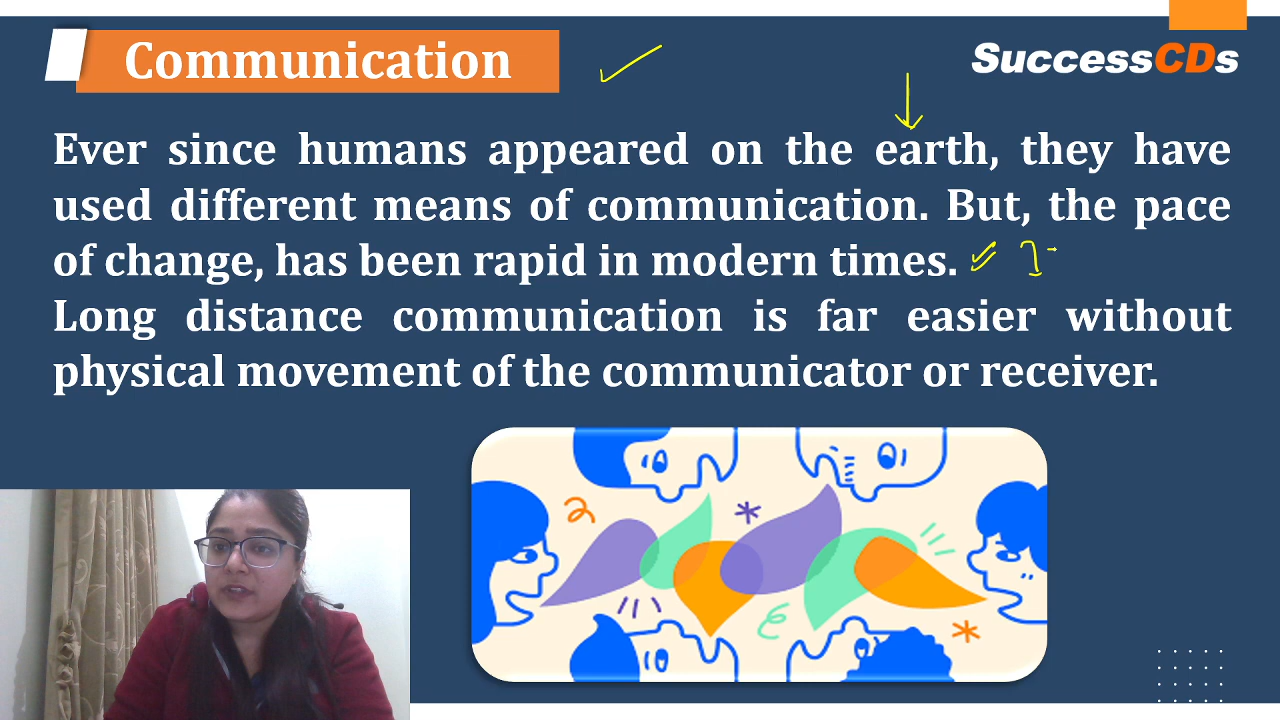 Communication
SuccessCDs
Ever since humans appeared on the earth, they have
used different means of communication. But, the pace
of change, has been rapid in modern times.
Long distance communication is far easier without
physical movement of the communicator or receiver.